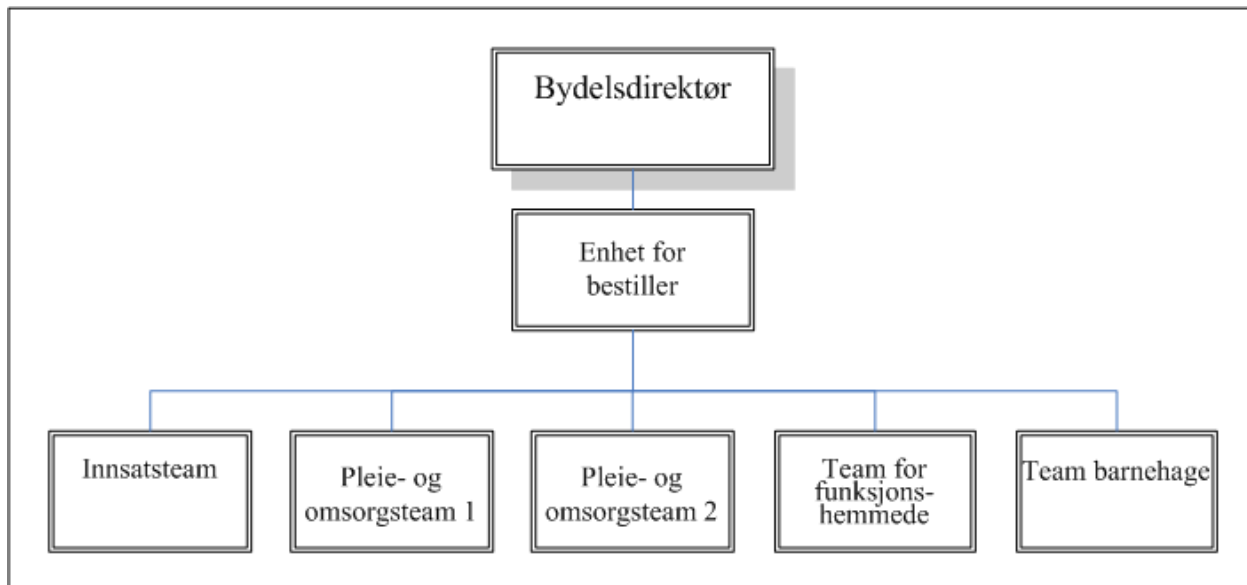 Bydelsdirektør
Enhet for
bestiller
Innsatsteam
Pleie- og
omsorgsteam 1
Pleie- og
omsorgsteam 2
Team for
funksjons-
hemmede
Team barnehage